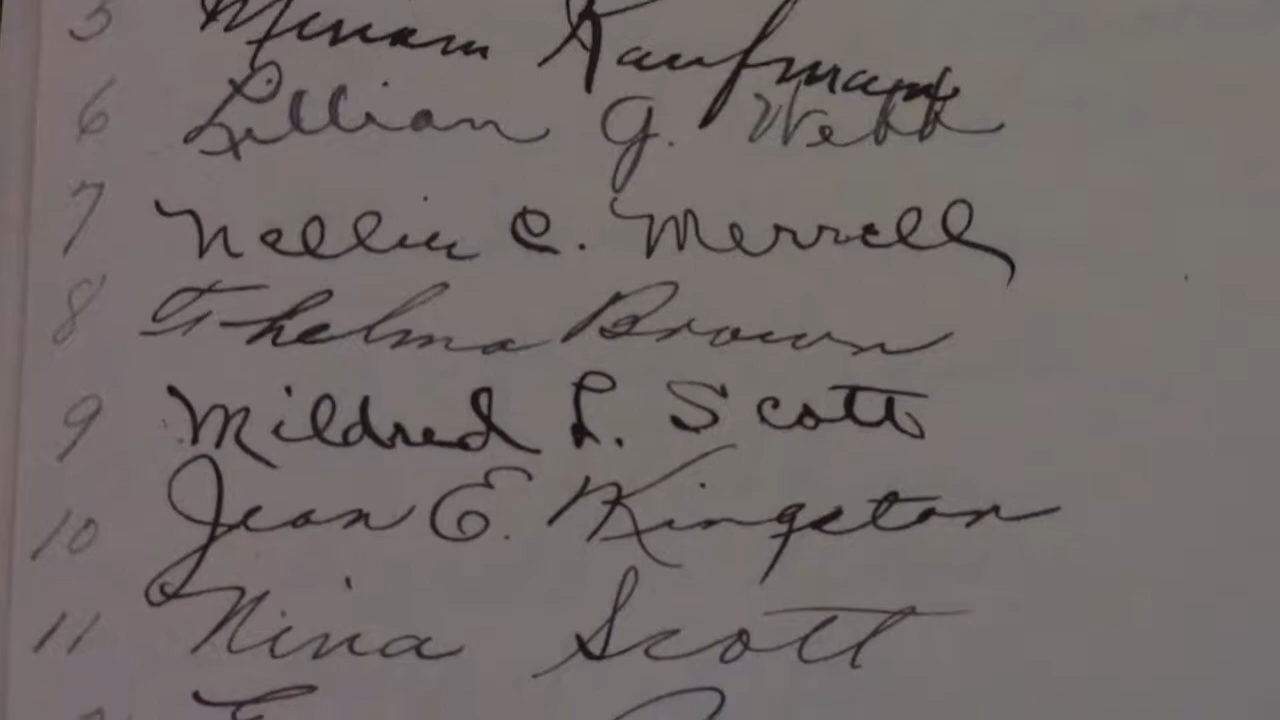 5 Miriam Kaufmann
6 Lillian G. Webb
7 Nellie C. Merrell
8 Thelma Brown
9 Mildred L. Scott
10 Jean E. Kingston
11 Nina Scott